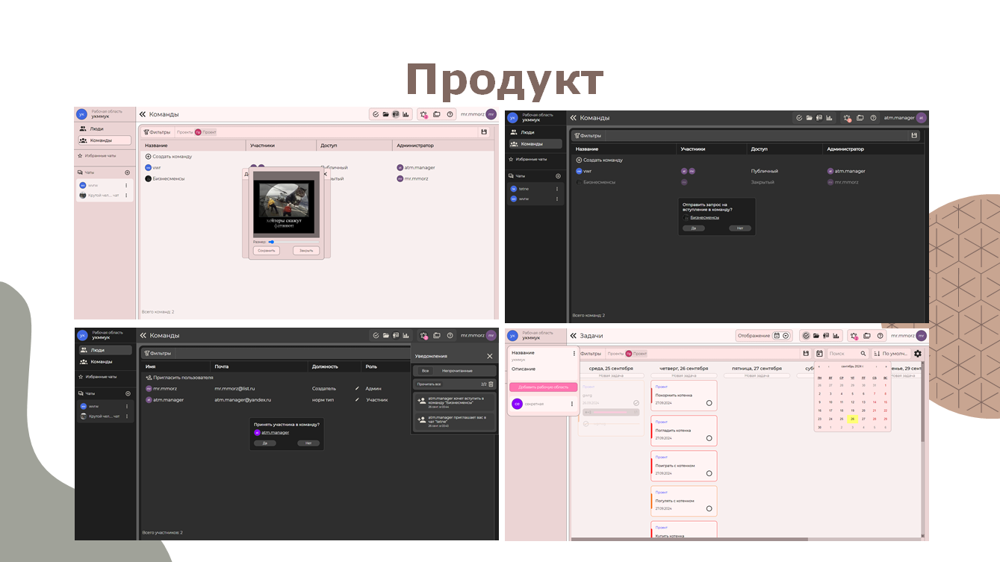 Продукт
ук
Рабочая область
укммук
Команды
mr.mmorz
mr
Люди
Команды
Избранные чаты
Чаты
wvrw
Крутой чел... чат
Фильтры
Проекты
Пр
Проект
Название
Участники
Доступ
Администратор
Создать команду
vwr
Публичный
atm.manager
Бизнесмены
mr.mmorz
вейтеры скажут
фатанют
Размер:
Сохранить
Закрыть
Всего команд: 2
ук
Рабочая область
укммук
Команды
atm.manager
at
Люди
Команды
Избранные чаты
Чаты
tetne
wvrw
Фильтры
Название
Участники
Доступ
Администратор
Создать команду
vwr
Публичный
atm.manager
Бизнесмены
Закрытый
mr.mmorz
Отправить запрос на
вступление в команду?
Бизнесмены
Да
Нет
Всего команд: 2
ук
Рабочая область
укммук
Команды
mr.mmorz
mr
Люди
Команды
Избранные чаты
Чаты
wvrw
Крутой чел... чат
Фильтры
Имя
Почта
Должность
Роль
Пригласить пользователя
mr.mmorz
mr.mmorz@list.ru
Создатель
Админ
atm.manager
atm.manager@yandex.ru
норм тип
Участник
Принять участника в команду?
atm.manager
Да
Нет
Уведомления
Все
Непрочитанные
Прочитать все
2/2
atm.manager хочет вступить в
команду "Бизнесмены"
atm.manager приглашает вас в
чат "tetne"
Всего участников: 2
ук
Рабочая область
укммук
Задачи
Отображение
mr.mmorz
mr
Название
укммук
Описание
Добавить рабочую область
се
секретная
Фильтры
Проекты
Пр
Проект
Поиск
По умолч...
среда, 25 сентября
четверг, 26 сентября
пятница, 27 сентября
Новая задача
Новая задача
Новая задача
Новая задача
Новая задача
Проект
Покормить котенка
27.09.2024
Проект
Погладить котенка
27.09.2024
Проект
Поиграть с котенком
27.09.2024
Проект
Погулять с котенком
27.09.2024
Проект
Купить котенка
сентябрь 2024 г.
ПН ВТ СР ЧТ ПТ СБ ВС
26 27 28 29 30 31 1
2 3 4 5 6 7 8
9 10 11 12 13 14 15
16 17 18 19 20 21 22
23 24 25 26 27 28 29
30 1 2 3 4 5 6